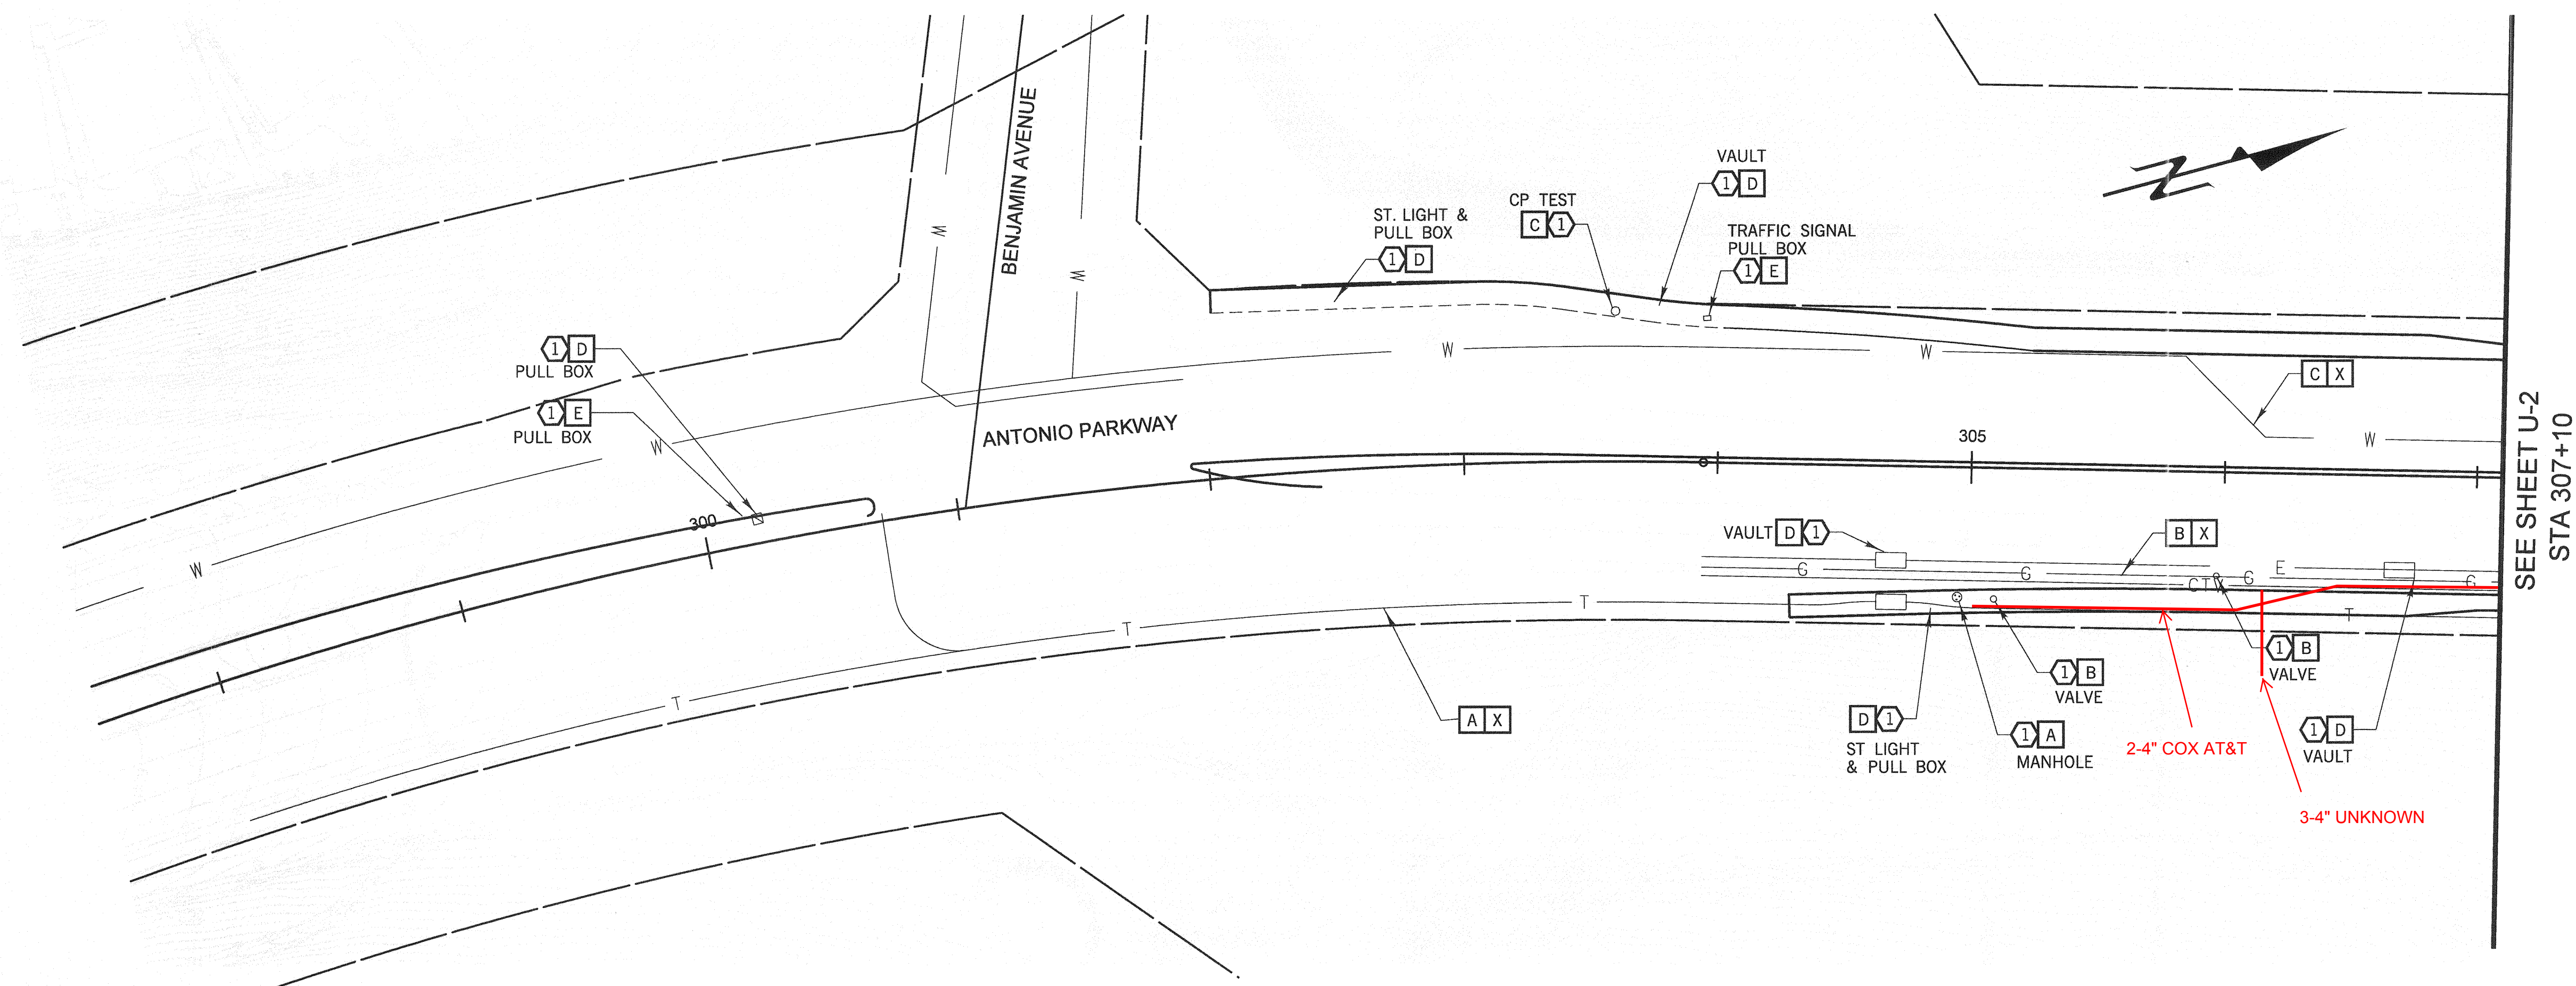 BENJAMIN AVENUE
W
W
VAULT
1 D
CP TEST
C 1
ST. LIGHT &
PULL BOX
1 D
TRAFFIC SIGNAL
PULL BOX
1 E
1 D
PULL BOX
1 E
PULL BOX
W
W
W
W
C X
W
ANTONIO PARKWAY
305
300
SEE SHEET U-2
STA 307+10
VAULT D 1
B X
G
G
G
E
G
CTV
T
T
T
T
A X
1 B
VALVE
1 B
VALVE
D 1
ST LIGHT
& PULL BOX
1 A
MANHOLE
2-4" COX AT&T
1 D
VAULT
3-4" UNKNOWN